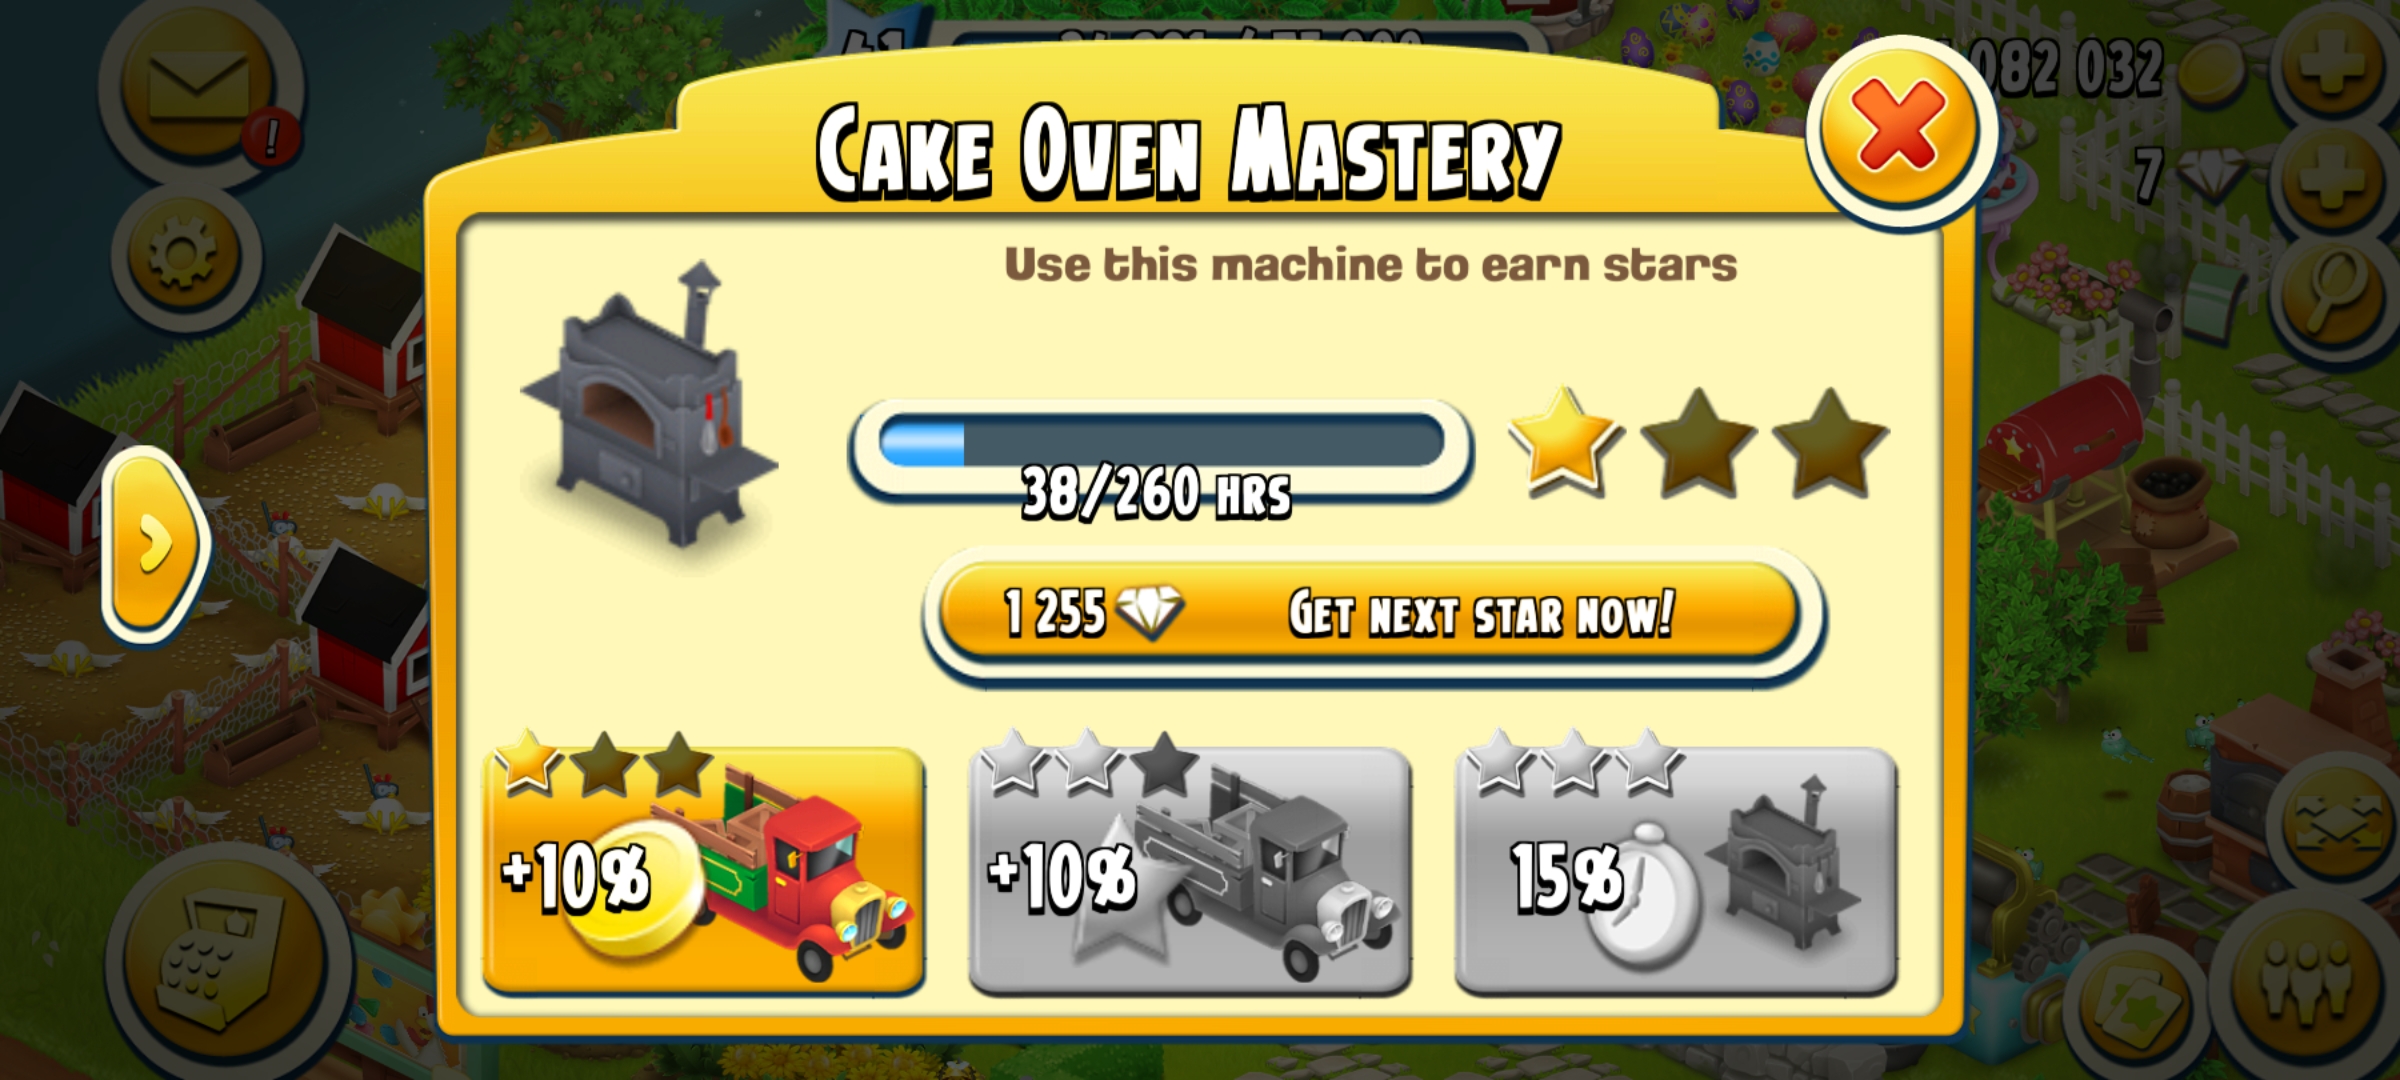 082 032
7
Cake Oven Mastery
Use this machine to earn stars
38/260 hrs
1 255 Get next star now!
+10%
+10%
15%
!